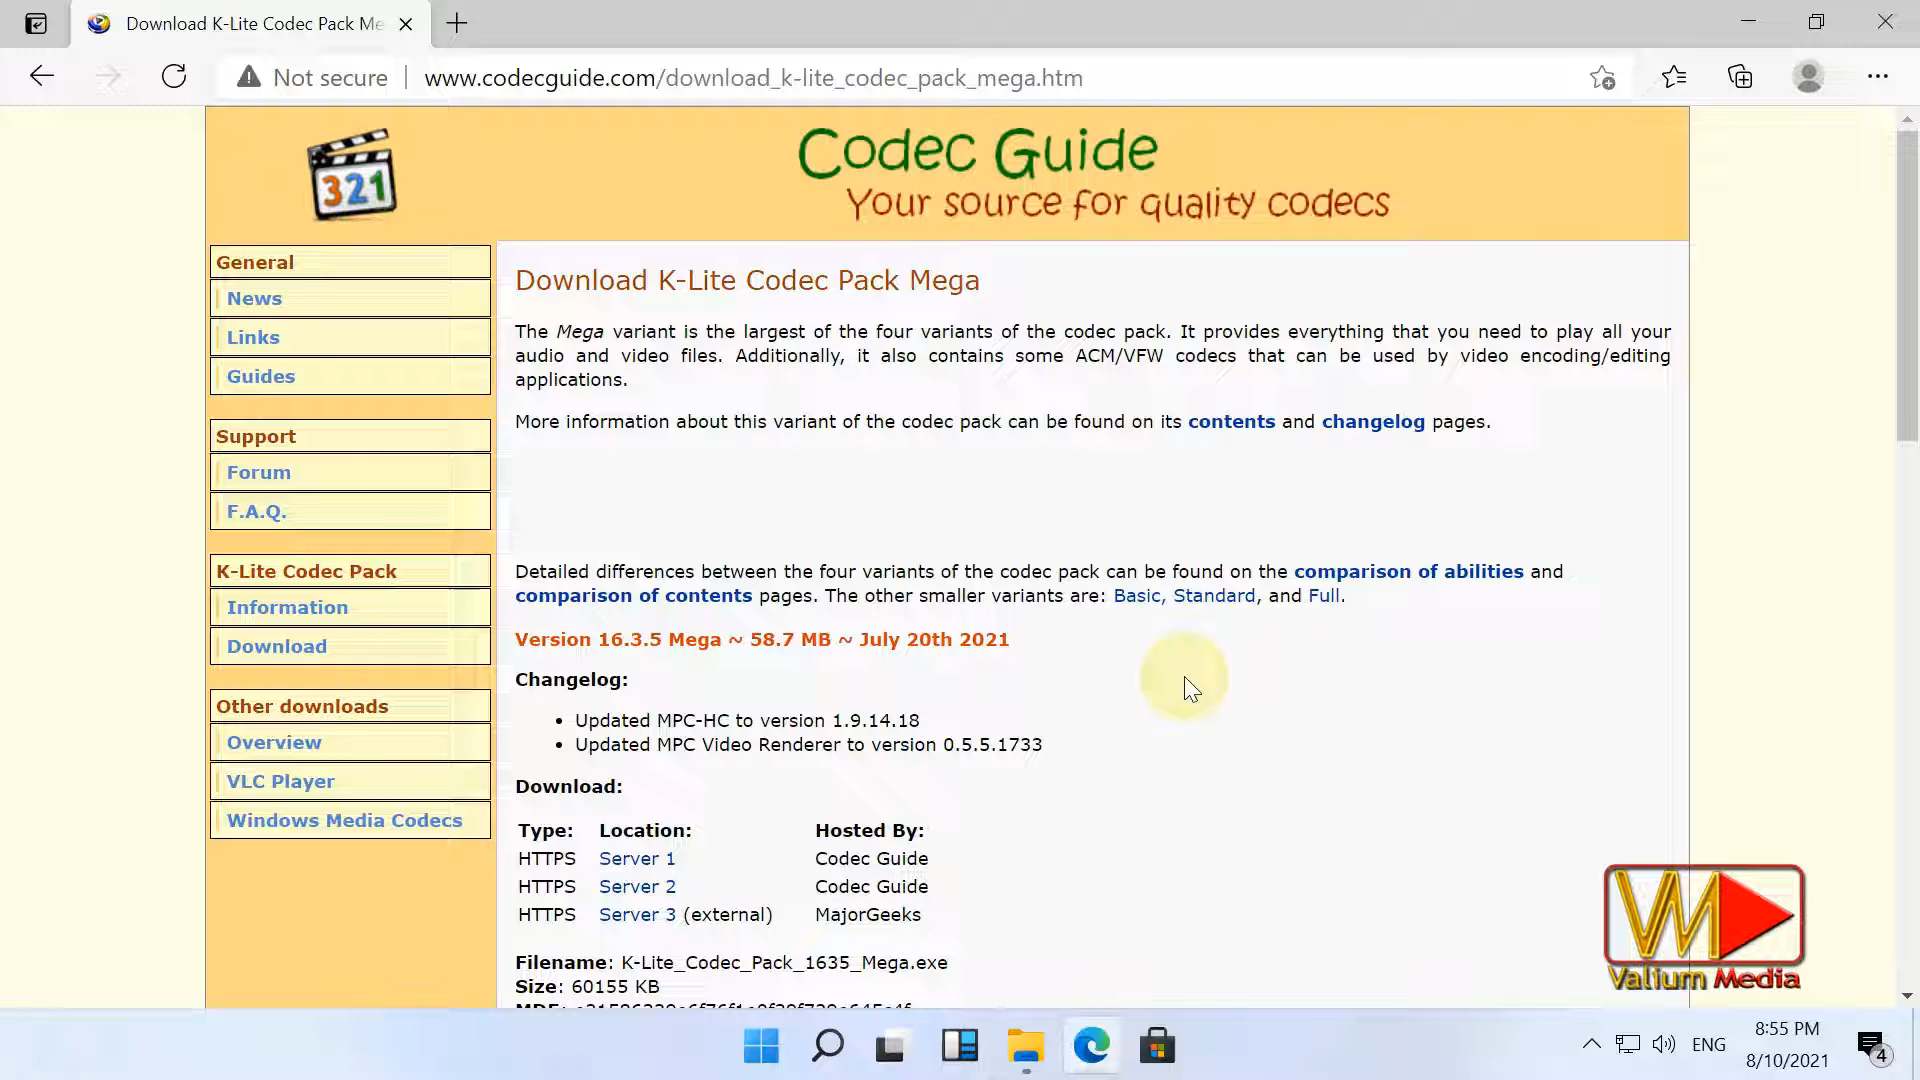 Download K-Lite Codec Pack Me
Not secure
www.codecguide.com/download_k-lite_codec_pack_mega.htm
321
Codec Guide
Your source for quality codecs
General
News
Links
Guides
Support
Forum
F.A.Q.
K-Lite Codec Pack
Information
Download
Other downloads
Overview
VLC Player
Windows Media Codecs
Download K-Lite Codec Pack Mega
The Mega variant is the largest of the four variants of the codec pack. It provides everything that you need to play all your
audio and video files. Additionally, it also contains some ACM/VFW codecs that can be used by video encoding/editing
applications.
More information about this variant of the codec pack can be found on its contents and changelog pages.
Detailed differences between the four variants of the codec pack can be found on the comparison of abilities and
comparison of contents pages. The other smaller variants are: Basic, Standard, and Full.
Version 16.3.5 Mega ~ 58.7 MB ~ July 20th 2021
Changelog:
• Updated MPC-HC to version 1.9.14.18
• Updated MPC Video Renderer to version 0.5.5.1733
Download:
Type: Location: Hosted By:
HTTPS Server 1 Codec Guide
HTTPS Server 2 Codec Guide
HTTPS Server 3 (external) MajorGeeks
Filename: K-Lite_Codec_Pack_1635_Mega.exe
Size: 60155 KB
VM
Valium Media
ENG
8:55 PM
8/10/2021
4